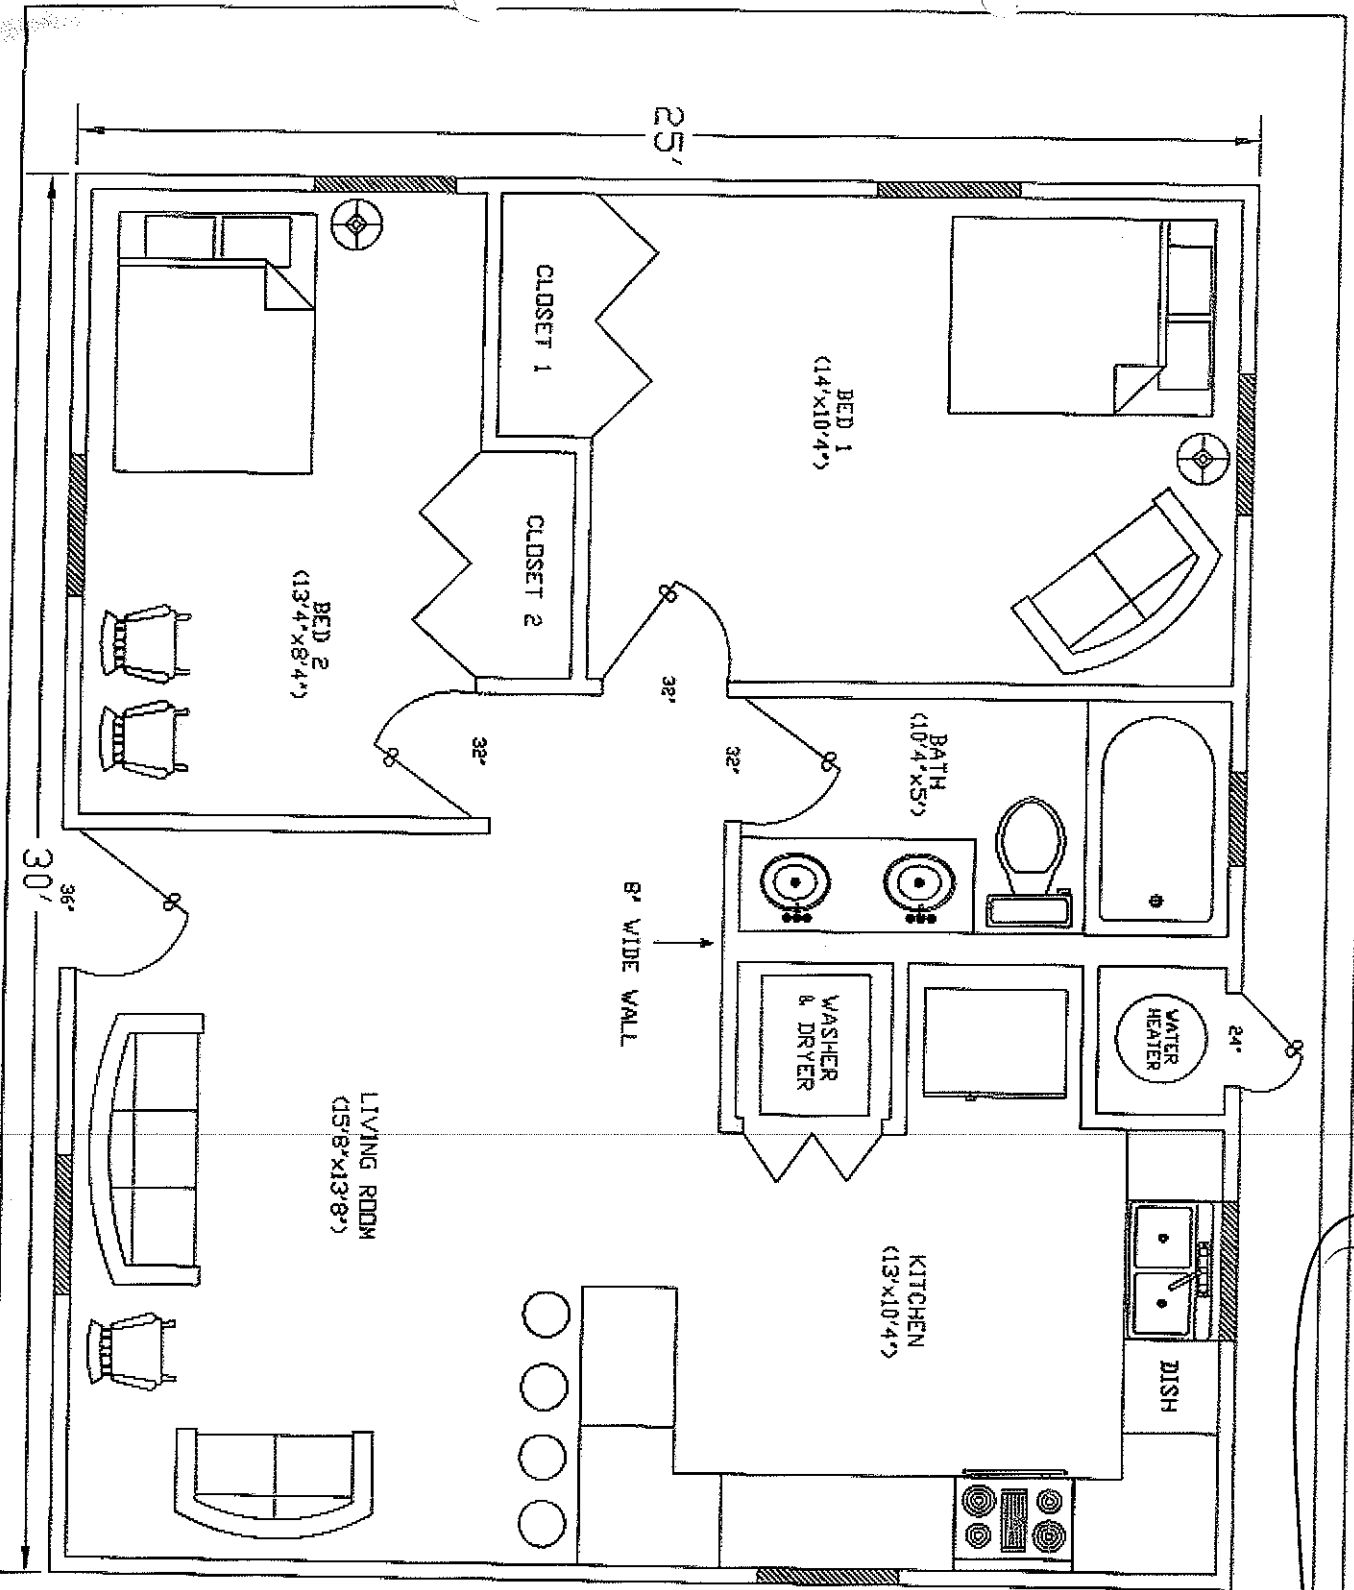 25'
30'
WATER
HEATER
24"
BATH
(10'4"x5')
BED 1
(14'x10'4")
DISH
KITCHEN
(13'x10'4")
WASHER
& DRYER
8" WIDE WALL
32"
32"
32"
CLOSET 1
CLOSET 2
BED 2
(13'4"x8'4")
LIVING ROOM
(15'8"x13'8")
36"